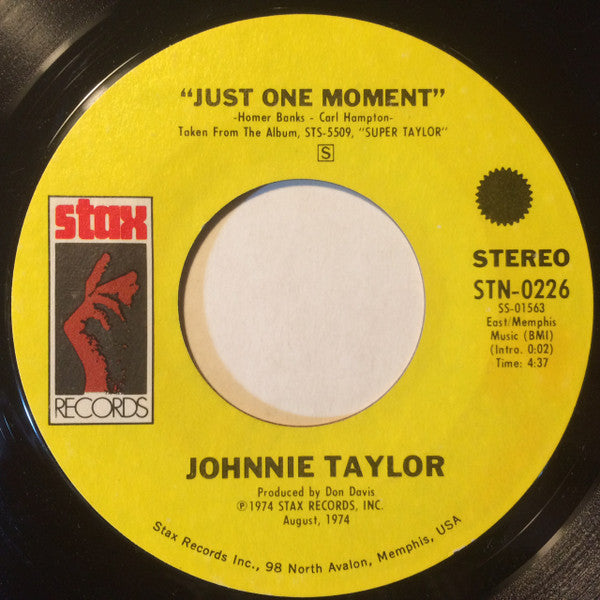 "JUST ONE MOMENT"
-Homer Banks - Carl Hampton-
Taken From The Album, STS-5509, "SUPER TAYLOR"
S
stax
RECORDS
STEREO
STN-0226
SS-01563
East/Memphis
Music (BMI)
(Intro. 0:02)
Time: 4:37
JOHNNIE TAYLOR
Produced by Don Davis
℗1974 STAX RECORDS, INC.
August, 1974
Stax Records Inc., 98 North Avalon, Memphis, USA